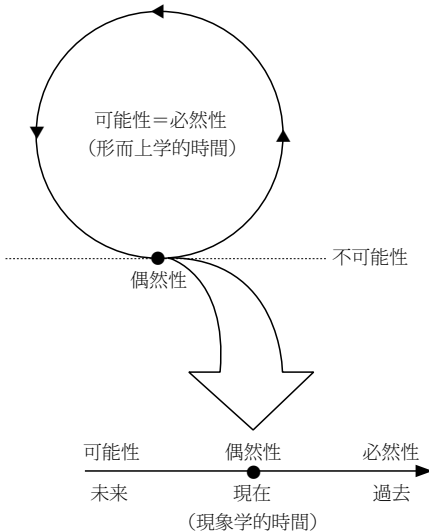 可能性＝必然性
（形而上学的時間）
不可能性
偶然性
可能性 偶然性 必然性
未来 現在 過去
（現象学的時間）